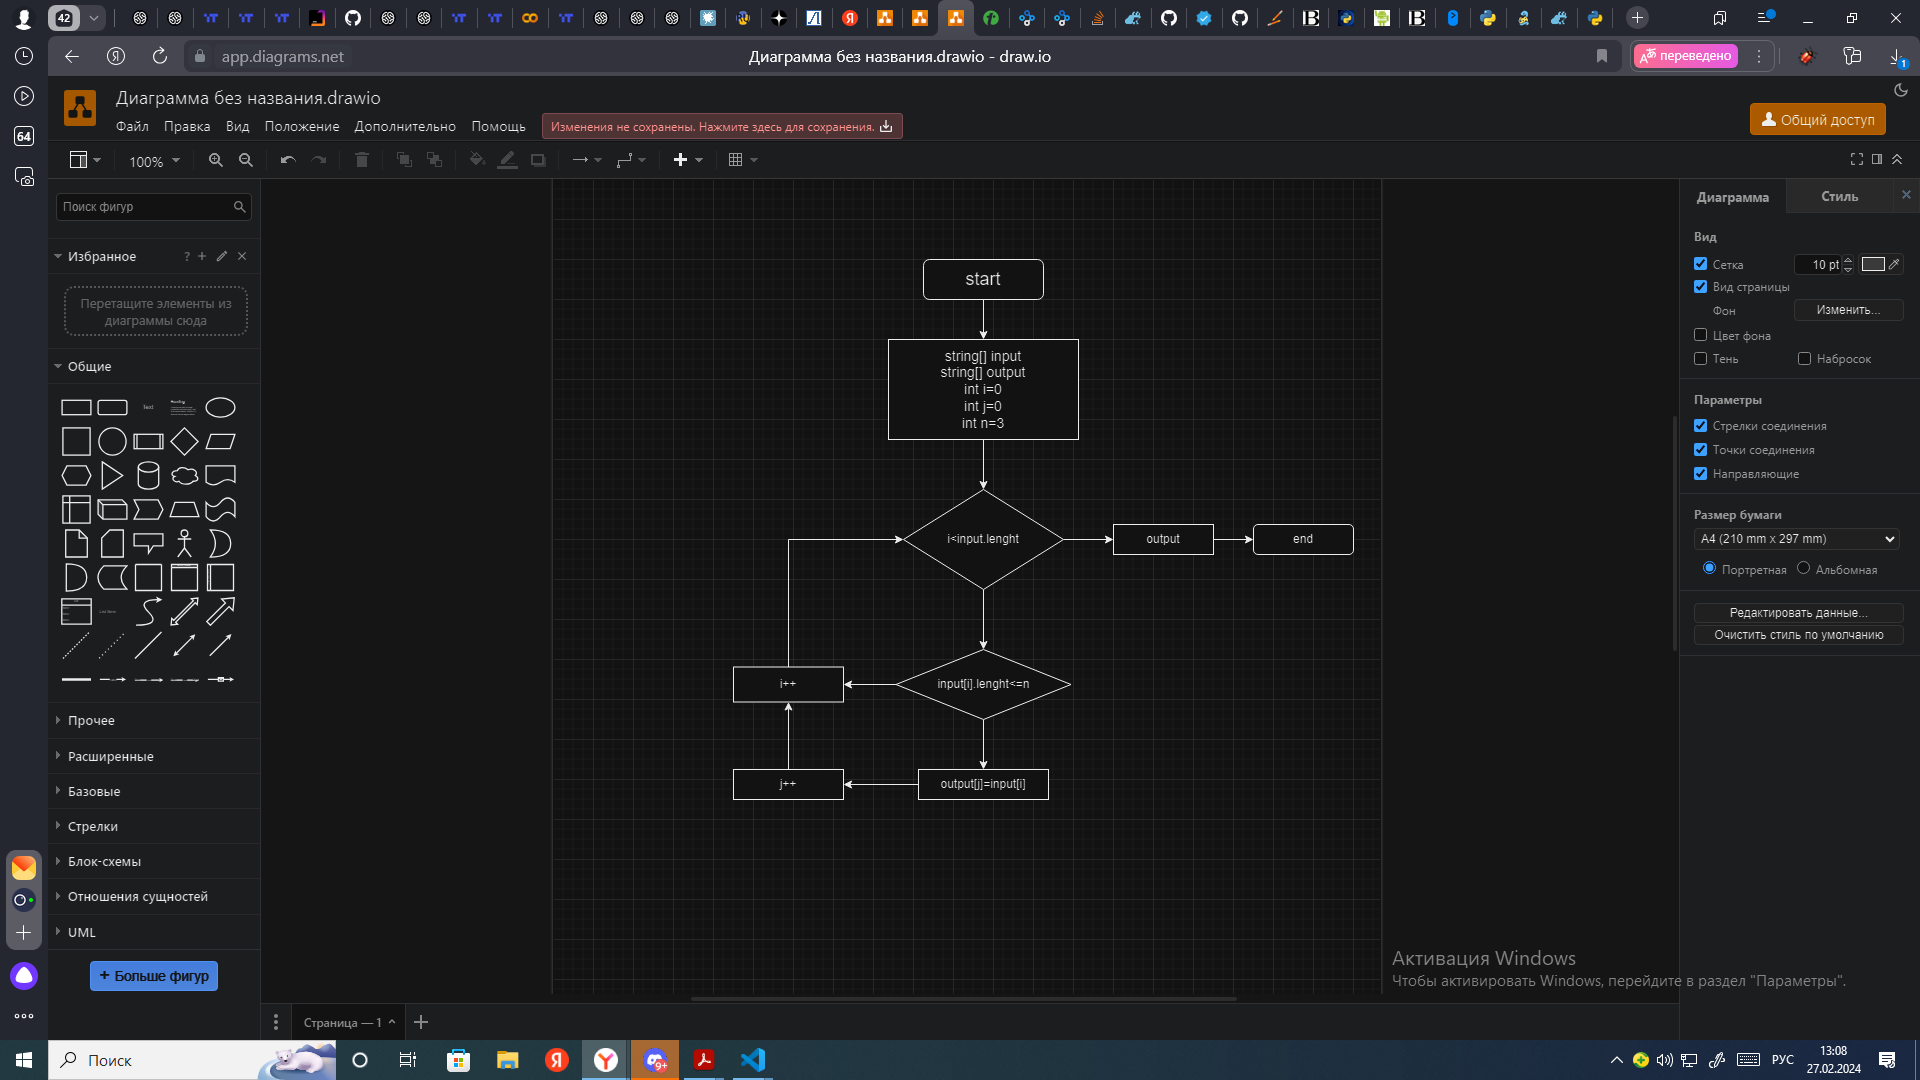 42
app.diagrams.net
Диаграмма без названия.drawio - draw.io
переведено
1
64
Диаграмма без названия.drawio
Файл
Правка
Вид
Положение
Дополнительно
Помощь
Изменения не сохранены. Нажмите здесь для сохранения.
Общий доступ
100%
Поиск фигур
Избранное
?
Перетащите элементы из
диаграммы сюда
Общие
Text
Heading
Прочее
Расширенные
Базовые
Стрелки
Блок-схемы
Отношения сущностей
UML
+ Больше фигур
start
string[] input
string[] output
int i=0
int j=0
int n=3
i<input.lenght
output
end
i++
input[i].lenght<=n
j++
output[j]=input[i]
Диаграмма
Стиль
Вид
Сетка
10 pt
Вид страницы
Фон
Изменить...
Цвет фона
Тень
Набросок
Параметры
Стрелки соединения
Точки соединения
Направляющие
Размер бумаги
A4 (210 mm x 297 mm)
Портретная
Альбомная
Редактировать данные...
Очистить стиль по умолчанию
Активация Windows
Чтобы активировать Windows, перейдите в раздел "Параметры".
Страница — 1
Поиск
9+
РУС
13:08
27.02.2024